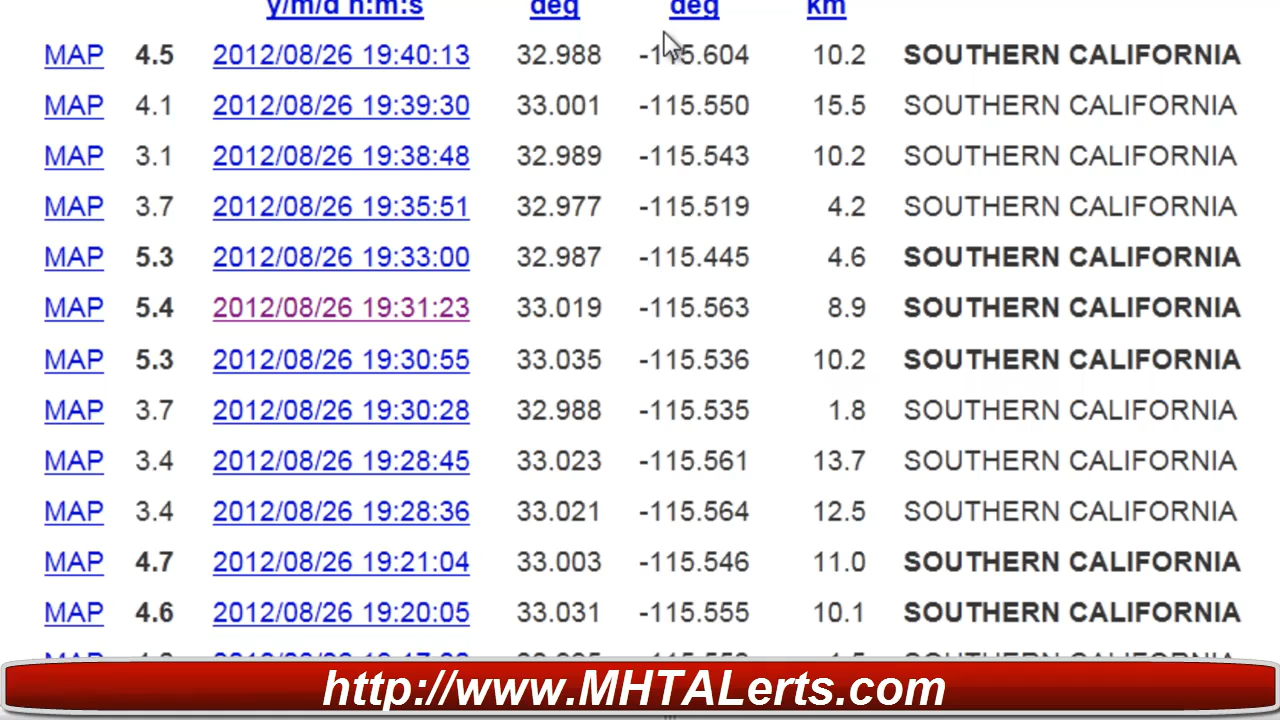 y/m/d h:m:s deg deg km
MAP 4.5 2012/08/26 19:40:13 32.988 -115.604 10.2 SOUTHERN CALIFORNIA
MAP 4.1 2012/08/26 19:39:30 33.001 -115.550 15.5 SOUTHERN CALIFORNIA
MAP 3.1 2012/08/26 19:38:48 32.989 -115.543 10.2 SOUTHERN CALIFORNIA
MAP 3.7 2012/08/26 19:35:51 32.977 -115.519 4.2 SOUTHERN CALIFORNIA
MAP 5.3 2012/08/26 19:33:00 32.987 -115.445 4.6 SOUTHERN CALIFORNIA
MAP 5.4 2012/08/26 19:31:23 33.019 -115.563 8.9 SOUTHERN CALIFORNIA
MAP 5.3 2012/08/26 19:30:55 33.035 -115.536 10.2 SOUTHERN CALIFORNIA
MAP 3.7 2012/08/26 19:30:28 32.988 -115.535 1.8 SOUTHERN CALIFORNIA
MAP 3.4 2012/08/26 19:28:45 33.023 -115.561 13.7 SOUTHERN CALIFORNIA
MAP 3.4 2012/08/26 19:28:36 33.021 -115.564 12.5 SOUTHERN CALIFORNIA
MAP 4.7 2012/08/26 19:21:04 33.003 -115.546 11.0 SOUTHERN CALIFORNIA
MAP 4.6 2012/08/26 19:20:05 33.031 -115.555 10.1 SOUTHERN CALIFORNIA
http://www.MHTALerts.com